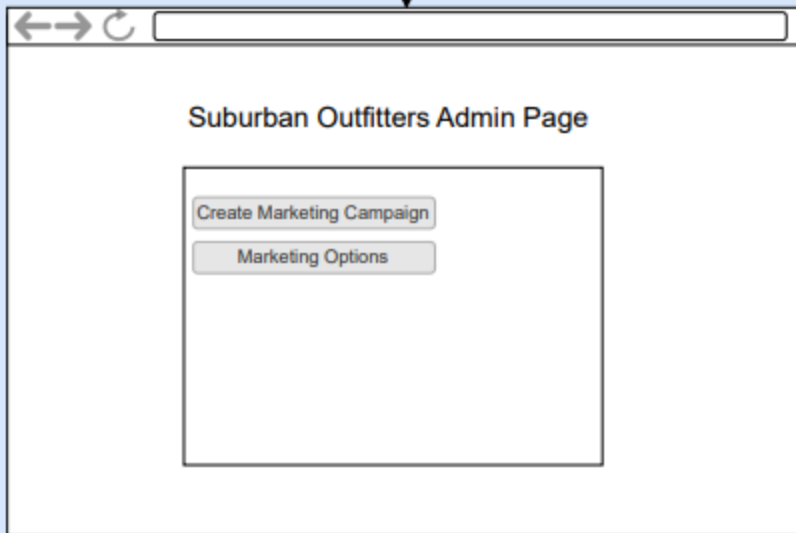 Suburban Outfitters Admin Page
Create Marketing Campaign
Marketing Options